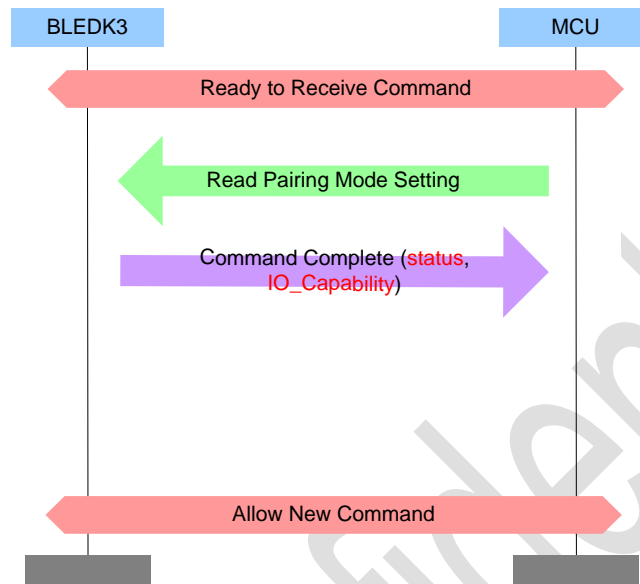 BLEDK3
MCU
Ready to Receive Command
Read Pairing Mode Setting
Command Complete (status,
IO_Capability)
Allow New Command